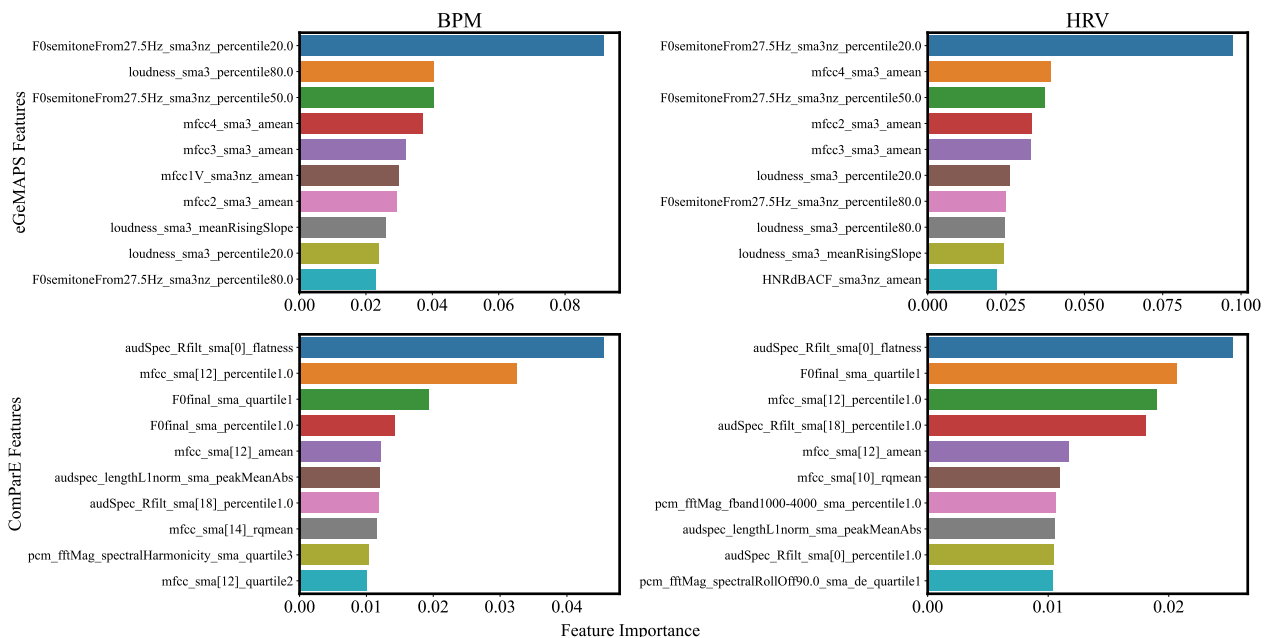 BPM
HRV
eGeMAPS Features
F0semitoneFrom27.5Hz_sma3nz_percentile20.0
loudness_sma3_percentile80.0
F0semitoneFrom27.5Hz_sma3nz_percentile50.0
mfcc4_sma3_amean
mfcc3_sma3_amean
mfcc1V_sma3nz_amean
mfcc2_sma3_amean
loudness_sma3_meanRisingSlope
loudness_sma3_percentile20.0
F0semitoneFrom27.5Hz_sma3nz_percentile80.0
0.00 0.02 0.04 0.06 0.08
F0semitoneFrom27.5Hz_sma3nz_percentile20.0
mfcc4_sma3_amean
F0semitoneFrom27.5Hz_sma3nz_percentile50.0
mfcc2_sma3_amean
mfcc3_sma3_amean
loudness_sma3_percentile20.0
F0semitoneFrom27.5Hz_sma3nz_percentile80.0
loudness_sma3_percentile80.0
loudness_sma3_meanRisingSlope
HNRdBACF_sma3nz_amean
0.000 0.025 0.050 0.075 0.100
ComParE Features
audSpec_Rfilt_sma[0]_flatness
mfcc_sma[12]_percentile1.0
F0final_sma_quartile1
F0final_sma_percentile1.0
mfcc_sma[12]_amean
audspec_lengthL1norm_sma_peakMeanAbs
audSpec_Rfilt_sma[18]_percentile1.0
mfcc_sma[14]_rqmean
pcm_fftMag_spectralHarmonicity_sma_quartile3
mfcc_sma[12]_quartile2
0.00 0.01 0.02 0.03 0.04
audSpec_Rfilt_sma[0]_flatness
F0final_sma_quartile1
mfcc_sma[12]_percentile1.0
audSpec_Rfilt_sma[18]_percentile1.0
mfcc_sma[12]_amean
mfcc_sma[10]_rqmean
pcm_fftMag_fband1000-4000_sma_percentile1.0
audspec_lengthL1norm_sma_peakMeanAbs
audSpec_Rfilt_sma[0]_percentile1.0
pcm_fftMag_spectralRollOff90.0_sma_de_quartile1
0.00 0.01 0.02
Feature Importance